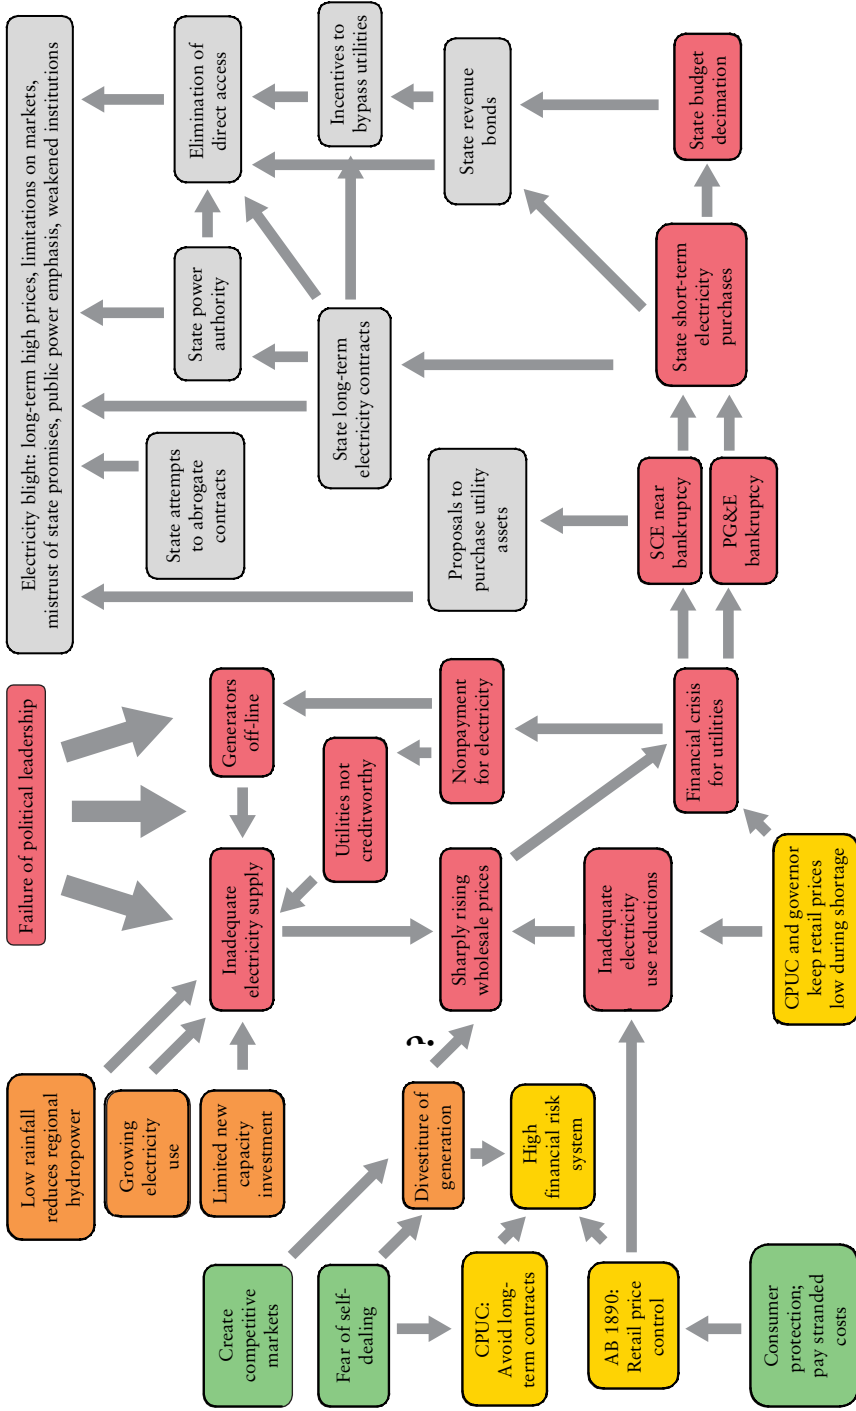 Create
competitive
markets
Fear of self-
dealing
CPUC:
Avoid long-
term contracts
AB 1890:
Retail price
control
Consumer
protection;
pay stranded
costs
Low rainfall
reduces regional
hydropower
Growing
electricity
use
Limited new
capacity
investment
Divestiture of
generation
?
High
financial risk
system
CPUC and governor
keep retail prices
low during shortage
Failure of political leadership
Inadequate
electricity supply
Generators
off-line
Utilities not
creditworthy
Sharply rising
wholesale prices
Nonpayment
for electricity
Inadequate
electricity
use reductions
Financial crisis
for utilities
Electricity blight: long-term high prices, limitations on markets,
mistrust of state promises, public power emphasis, weakened institutions
State attempts
to abrogate
contracts
State power
authority
Elimination of
direct access
State long-term
electricity contracts
Incentives to
bypass utilities
Proposals to
purchase utility
assets
State revenue
bonds
SCE near
bankruptcy
PG&E
bankruptcy
State short-term
electricity
purchases
State budget
decimation